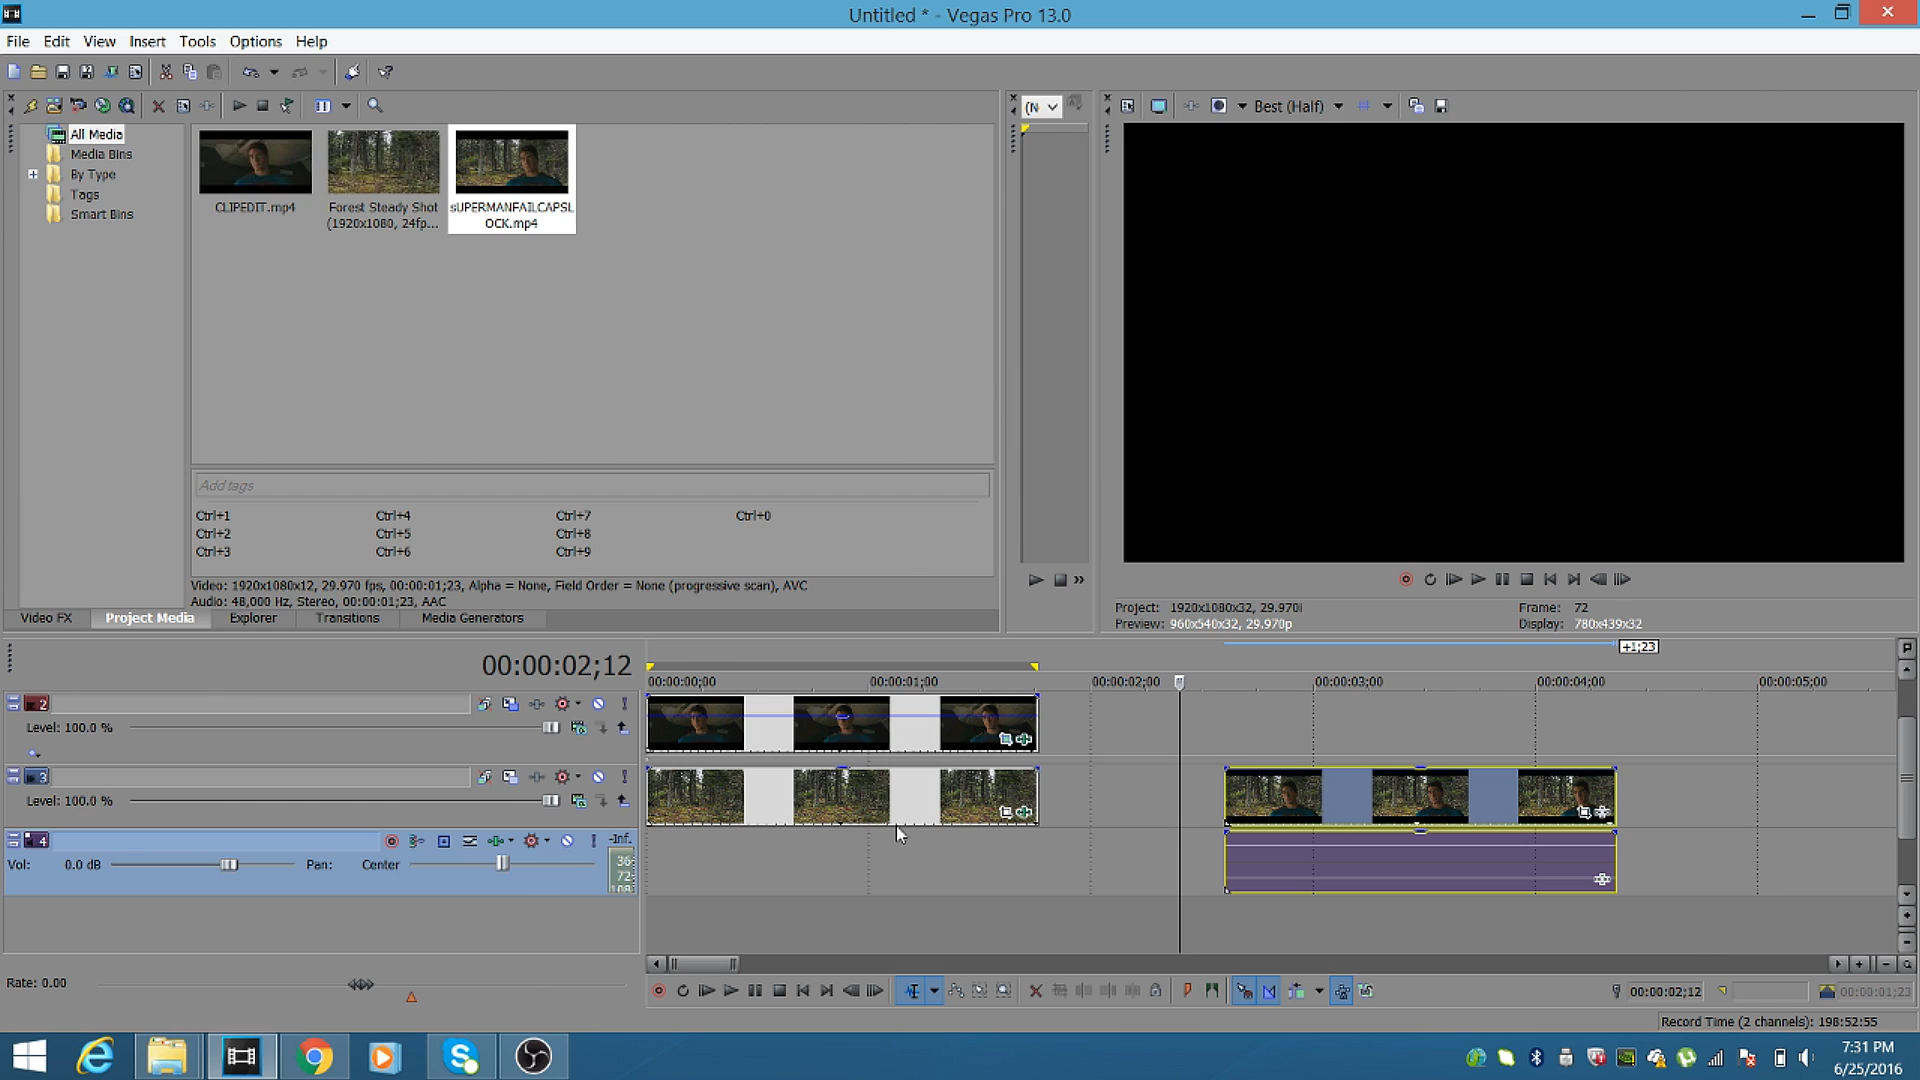 Untitled * - Vegas Pro 13.0
File Edit View Insert Tools Options Help
Best (Half)
All Media
Media Bins
By Type
Tags
Smart Bins
CLIPEDIT.mp4
Forest Steady Shot
(1920x1080, 24fp...
sUPERMANFAILCAPSL
OCK.mp4
Add tags
Ctrl+1 Ctrl+4 Ctrl+7 Ctrl+0
Ctrl+2 Ctrl+5 Ctrl+8
Ctrl+3 Ctrl+6 Ctrl+9
Video: 1920x1080x12, 29.970 fps, 00:00:01;23, Alpha = None, Field Order = None (progressive scan), AVC
Audio: 48,000 Hz, Stereo, 00:00:01;23, AAC
Video FX Project Media Explorer Transitions Media Generators
Project: 1920x1080x32, 29.970i Frame: 72
Preview: 960x540x32, 29.970p Display: 780x439x32
+1;23
00:00:02;12
00:00:00;00 00:00:01;00 00:00:02;00 00:00:03;00 00:00:04;00 00:00:05;00
2
Level: 100.0 %
3
Level: 100.0 %
4 -Inf.
Vol: 0.0 dB Pan: Center 36
72
Rate: 0.00
00:00:02;12 00:00:01;23
Record Time (2 channels): 198:52:55
7:31 PM
6/25/2016